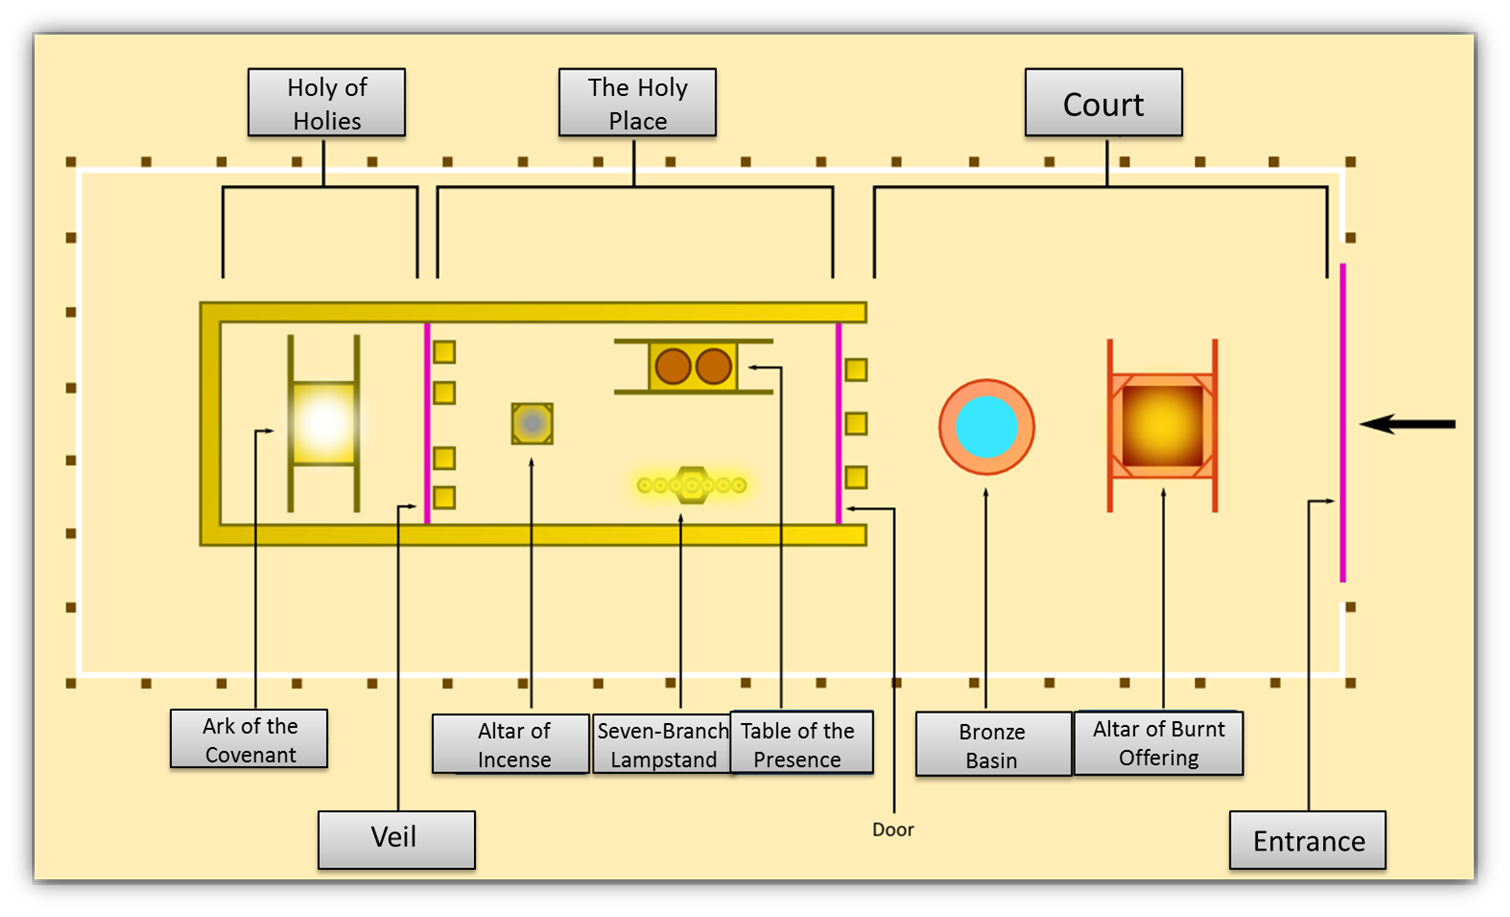 Holy of
Holies
The Holy
Place
Court
Ark of the
Covenant
Altar of
Incense
Seven-Branch
Lampstand
Table of the
Presence
Bronze
Basin
Altar of Burnt
Offering
Veil
Door
Entrance